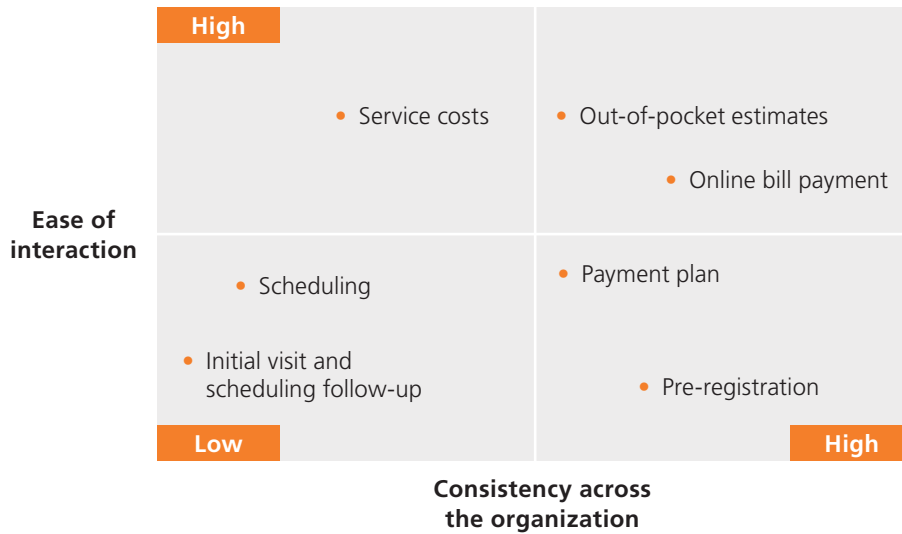 High
Service costs
Out-of-pocket estimates
Online bill payment
Ease of
interaction
Scheduling
Payment plan
Initial visit and
scheduling follow-up
Pre-registration
Low
High
Consistency across
the organization